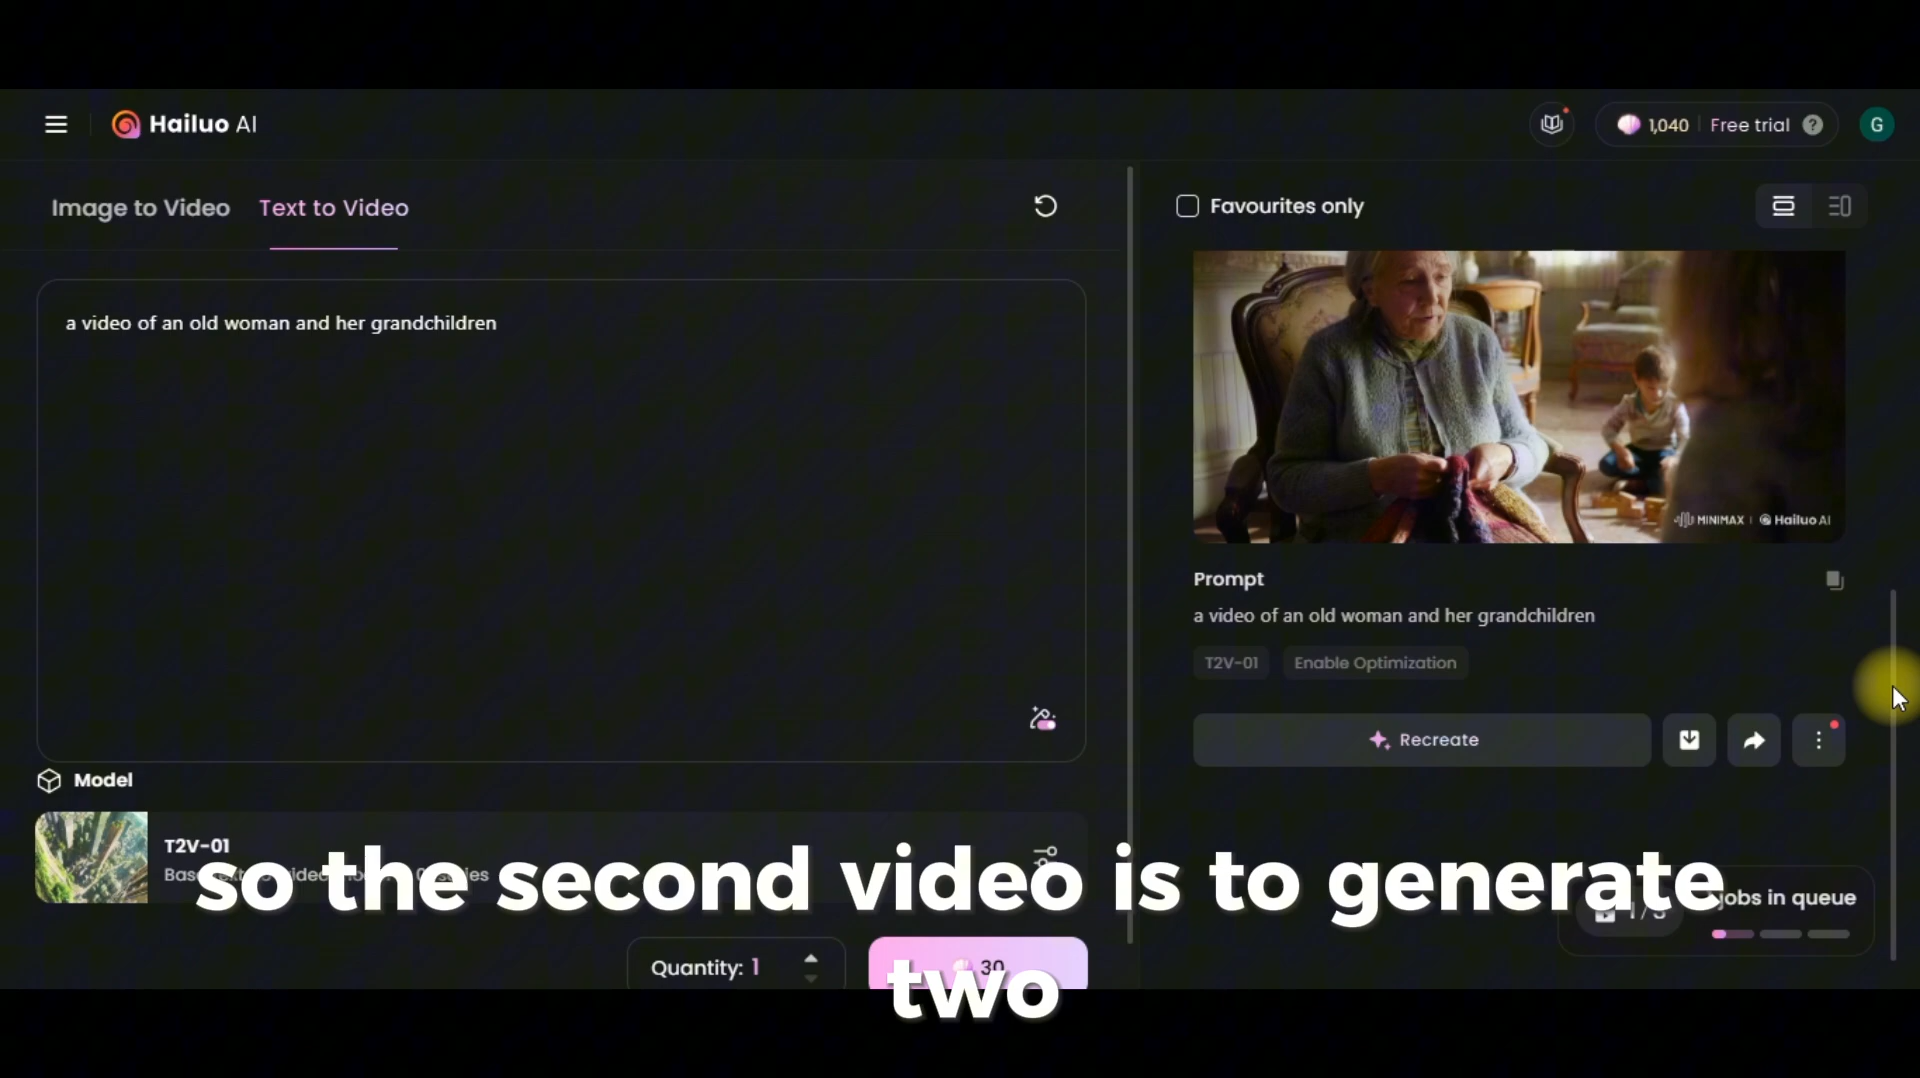 Hailuo AI
1,040
Free trial
?
G
Image to Video
Text to Video
Favourites only
a video of an old woman and her grandchildren
MINIMAX | Hailuo AI
Prompt
a video of an old woman and her grandchildren
T2V-01
Enable Optimization
Recreate
Model
T2V-01
so the second video is to generate
two
jobs in queue
Quantity: 1
30